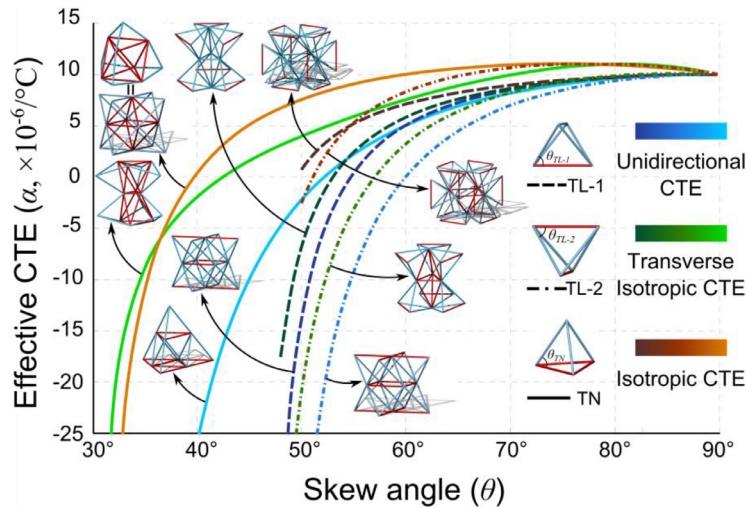 Effective CTE (α, ×10⁻⁶/°C)
15
10
5
0
-5
-10
-15
-20
-25
30°
40°
50°
60°
70°
80°
90°
Skew angle (θ)
θTL-1
TL-1
Unidirectional
CTE
θTL-2
TL-2
Transverse
Isotropic CTE
θTN
TN
Isotropic CTE